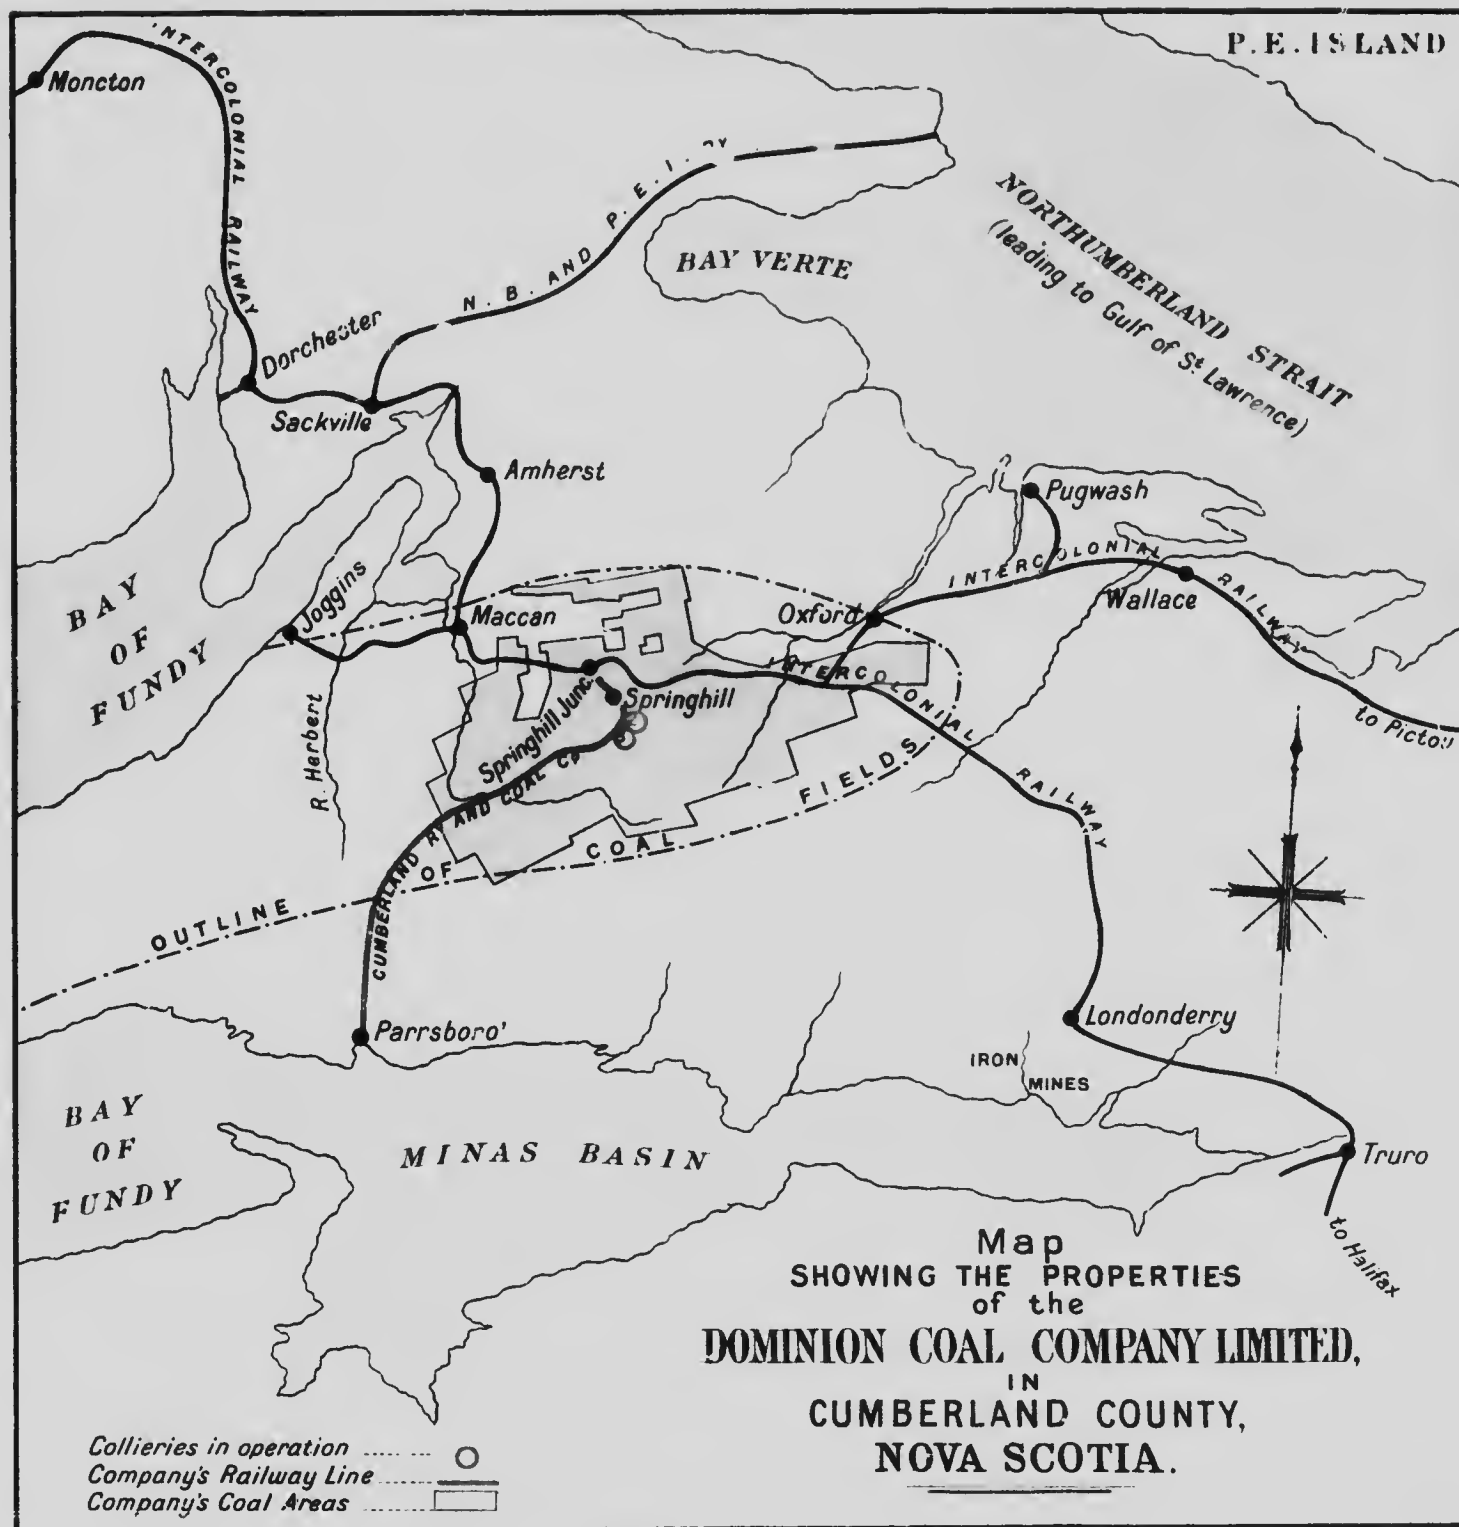 P.E. ISLAND
INTERCOLONIAL RAILWAY
Moncton
N.B. AND P.E.I.
NORTHUMBERLAND STRAIT
(leading to Gulf of St Lawrence)
BAY VERTE
Dorchester
Sackville
Amherst
Pugwash
INTERCOLONIAL RAILWAY
Wallace
to Pictou
BAY
OF
FUNDY
Joggins
Maccan
Oxford
INTERCOLONIAL RAILWAY
Springhill
Springhill Junc.
R. Herbert
CUMBERLAND RY AND COAL Co
OUTLINE OF COAL FIELDS
Parrsboro'
Londonderry
IRON
MINES
BAY
OF
FUNDY
MINAS BASIN
Truro
to Halifax
Map
SHOWING THE PROPERTIES
of the
DOMINION COAL COMPANY LIMITED,
IN
CUMBERLAND COUNTY,
NOVA SCOTIA.
Collieries in operation
Company's Railway Line
Company's Coal Areas